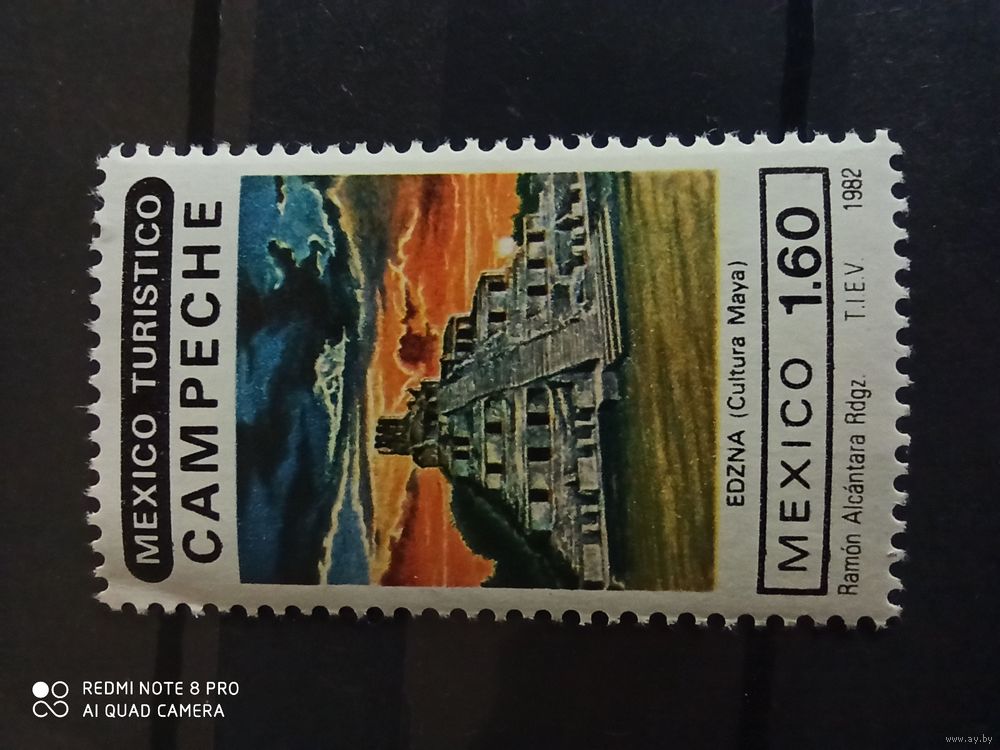 MEXICO TURISTICO
CAMPECHE
EDZNA (Cultura Maya)
MEXICO 1.60
Ramón Alcántara Rdgz. T.I.E.V. 1982
REDMI NOTE 8 PRO
AI QUAD CAMERA
www.ay.by